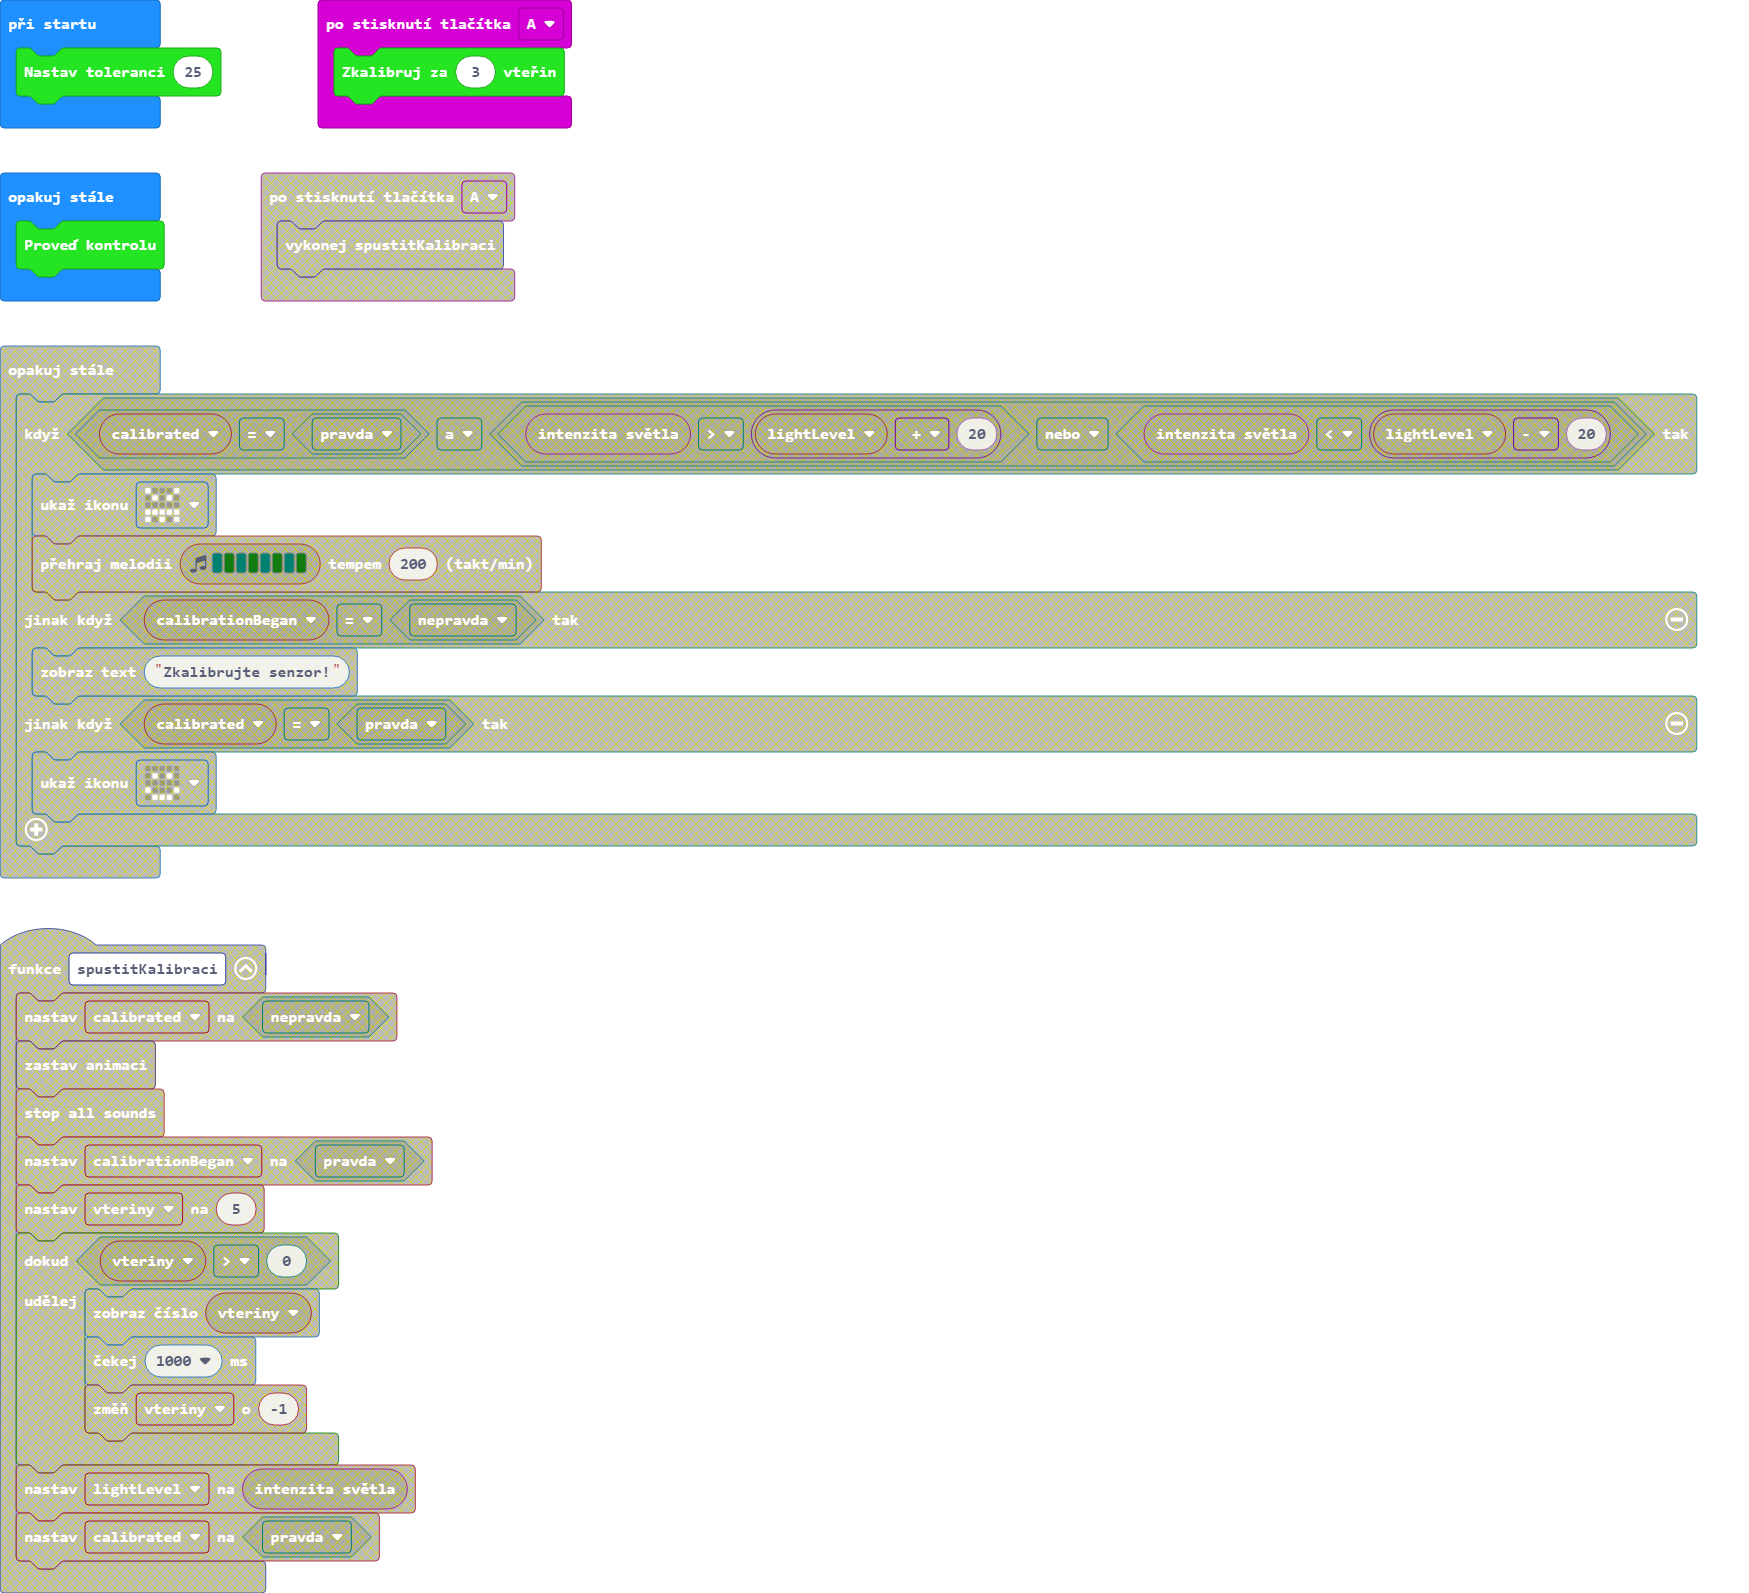 při startu
Nastav toleranci 25
po stisknutí tlačítka A
Zkalibruj za 3 vteřin
opakuj stále
Proveď kontrolu
po stisknutí tlačítka A
vykonej spustitKalibraci
opakuj stále
když calibrated = pravda a intenzita světla > lightLevel + 20 nebo intenzita světla < lightLevel - 20 tak
ukaž ikonu
přehraj melodii tempem 200 (takt/min)
jinak když calibrationBegan = nepravda tak
zobraz text "Zkalibrujte senzor!"
jinak když calibrated = pravda tak
ukaž ikonu
funkce spustitKalibraci
nastav calibrated na nepravda
zastav animaci
stop all sounds
nastav calibrationBegan na pravda
nastav vteriny na 5
dokud vteriny > 0
udělej
zobraz číslo vteriny
čekej 1000 ms
změň vteriny o -1
nastav lightLevel na intenzita světla
nastav calibrated na pravda